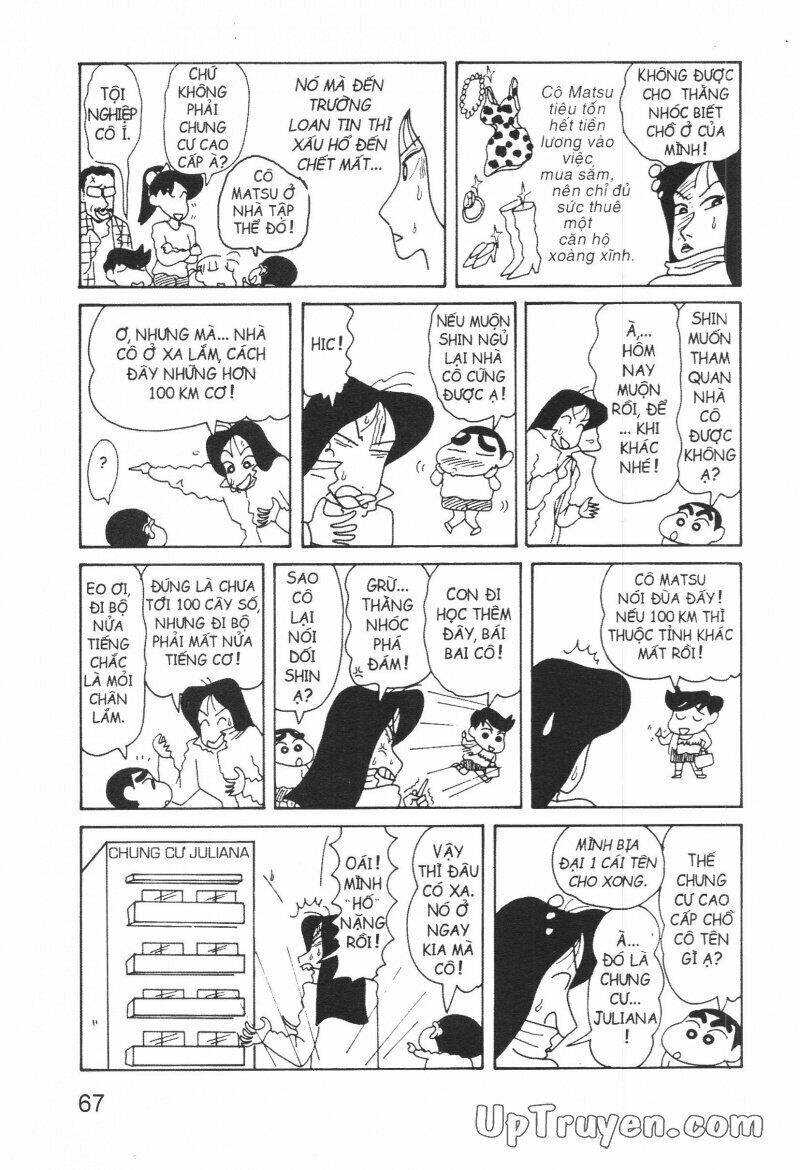 KHÔNG ĐƯỢC
CHO THẰNG
NHÓC BIẾT
CHỖ Ở CỦA
MÌNH!
Cô Matsu
tiêu tốn
hết tiền
lương vào
việc
mua sắm,
nên chỉ đủ
sức thuê
một
căn hộ
xoàng xĩnh.
NÓ MÀ ĐẾN
TRƯỜNG
LOAN TIN THÌ
XẤU HỔ ĐẾN
CHẾT MẤT...
CÔ
MATSU Ở
NHÀ TẬP
THỂ ĐÓ!
CHỨ
KHÔNG
PHẢI
CHUNG
CƯ CAO
CẤP À?
TỘI
NGHIỆP
CÔ Í.
SHIN
MUỐN
THAM
QUAN
NHÀ
CÔ
ĐƯỢC
KHÔNG
Ạ?
À,...
HÔM
NAY
MUỘN
RỒI, ĐỂ
... KHI
KHÁC
NHÉ!
NẾU MUỘN
SHIN NGỦ
LẠI NHÀ
CÔ CŨNG
ĐƯỢC Ạ!
HIC!
Ơ, NHƯNG MÀ... NHÀ
CÔ Ở XA LẮM, CÁCH
ĐÂY NHỮNG HƠN
100 KM CƠ!
?
CÔ MATSU
NÓI ĐÙA ĐẤY!
NẾU 100 KM THÌ
THUỘC TỈNH KHÁC
MẤT RỒI!
CON ĐI
HỌC THÊM
ĐÂY, BÁI
BAI CÔ!
GRỪ...
THẰNG
NHÓC
PHÁ
ĐÁM!
SAO
CÔ
LẠI
NÓI
DỐI
SHIN
Ạ?
ĐÚNG LÀ CHƯA
TỚI 100 CÂY SỐ,
NHƯNG ĐI BỘ
PHẢI MẤT NỬA
TIẾNG CƠ!
EO ƠI,
ĐI BỘ
NỬA
TIẾNG
CHẮC
LÀ MỎI
CHÂN
LẮM.
THẾ
CHUNG
CƯ CAO
CẤP CHỖ
CÔ TÊN
GÌ Ạ?
MÌNH BỊA
ĐẠI 1 CÁI TÊN
CHO XONG.
À...
ĐÓ LÀ
CHUNG
CƯ...
JULIANA
!
VẬY
THÌ ĐÂU
CÓ XA.
NÓ Ở
NGAY
KIA MÀ
CÔ!
OÁI!
MÌNH
"HỐ"
NẶNG
RỒI!
CHUNG CƯ JULIANA
67
UpTruyen.com